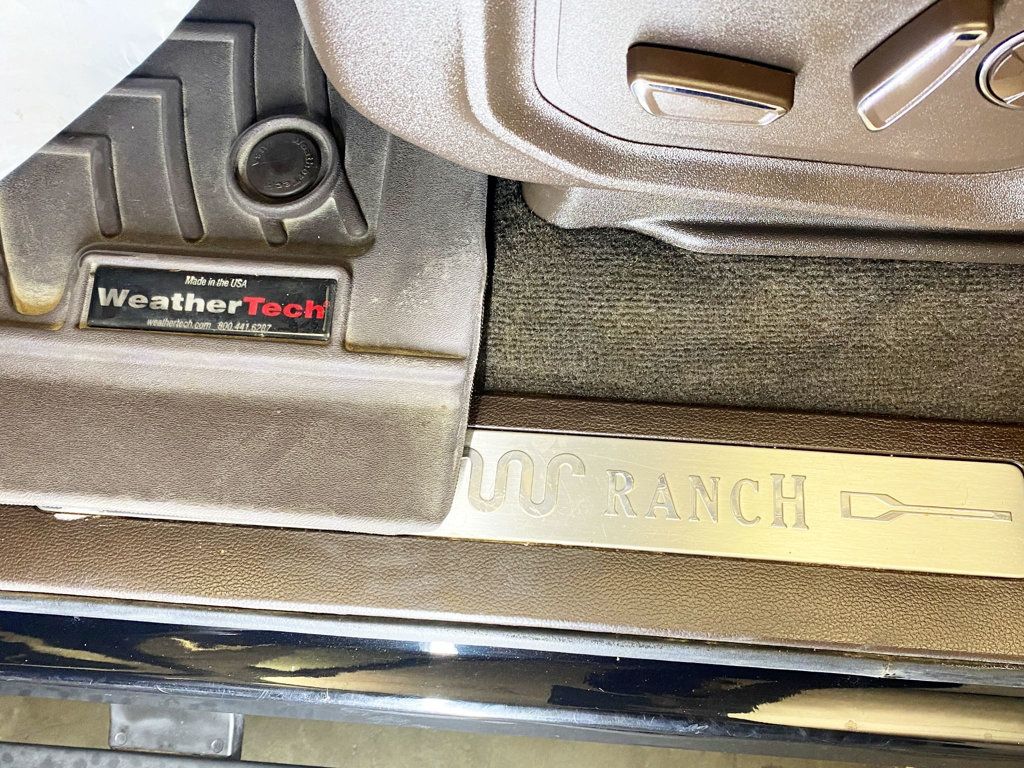 Made in the USA
WeatherTech
weathertech.com 800.441.6287
RANCH